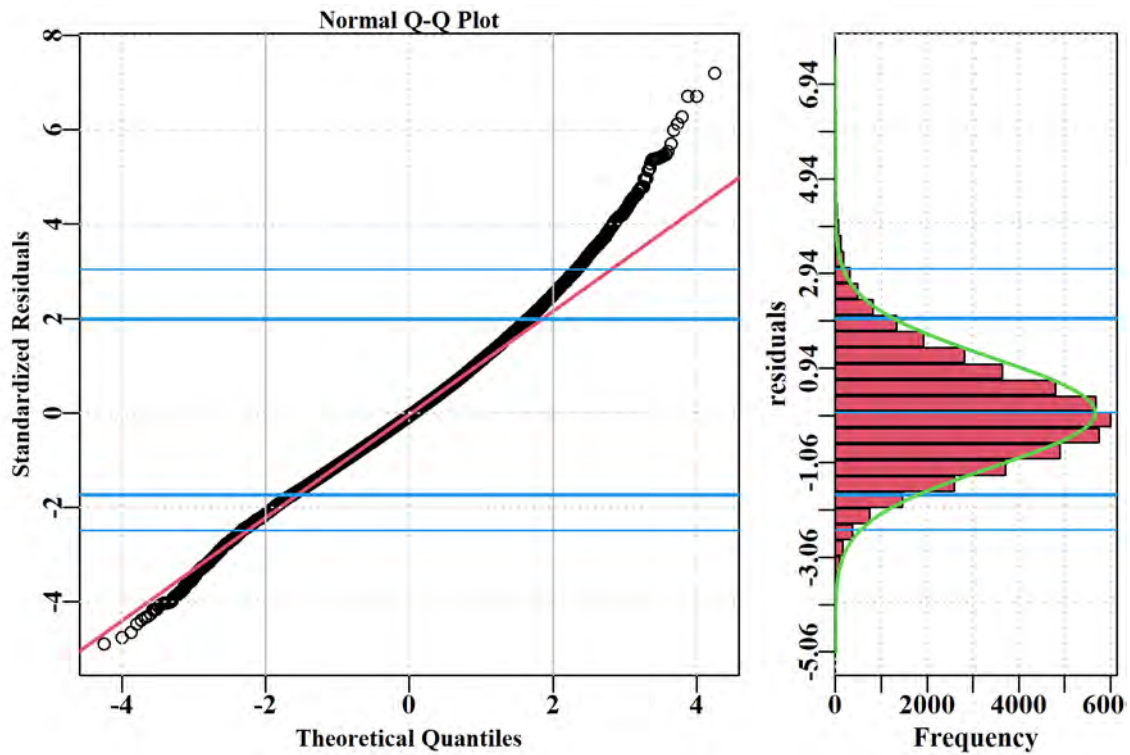 Normal Q-Q Plot
8
6
4
2
0
-2
-4
Standardized Residuals
-4 -2 0 2 4
Theoretical Quantiles
6.94
4.94
2.94
0.94
-1.06
-3.06
-5.06
residuals
0 2000 4000 6000
Frequency